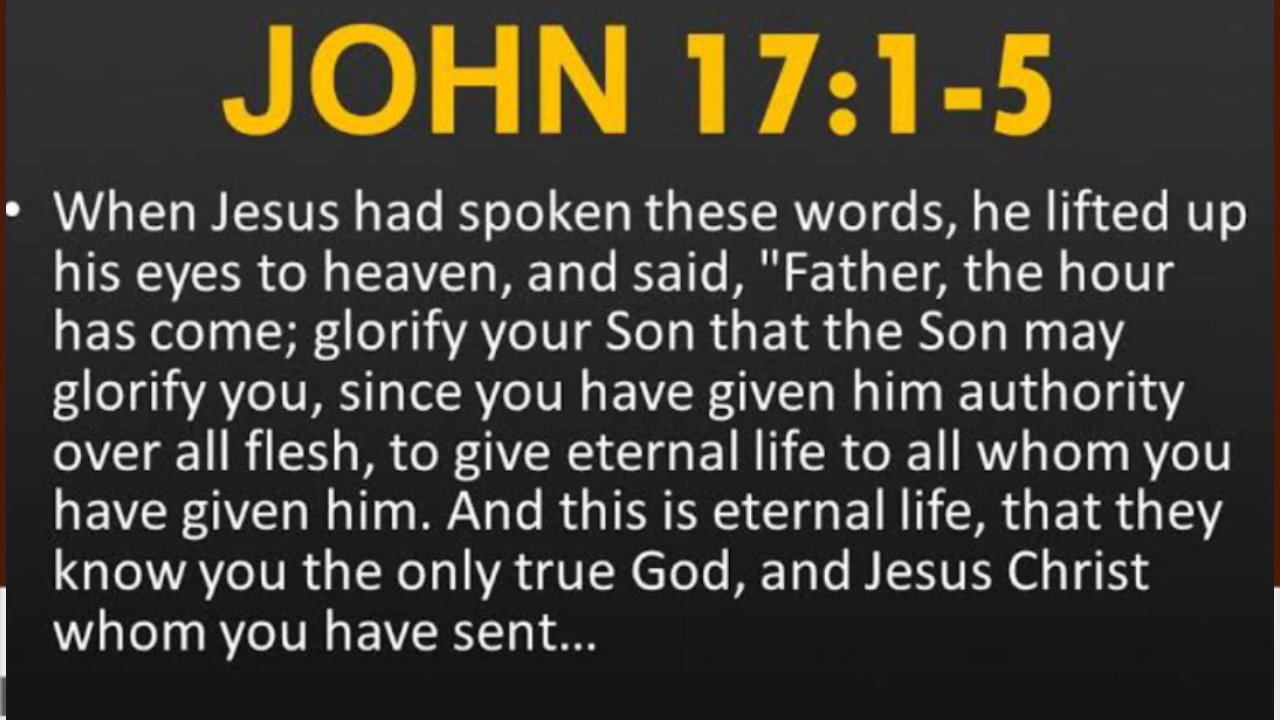 JOHN 17:1-5
• When Jesus had spoken these words, he lifted up
his eyes to heaven, and said, "Father, the hour
has come; glorify your Son that the Son may
glorify you, since you have given him authority
over all flesh, to give eternal life to all whom you
have given him. And this is eternal life, that they
know you the only true God, and Jesus Christ
whom you have sent...